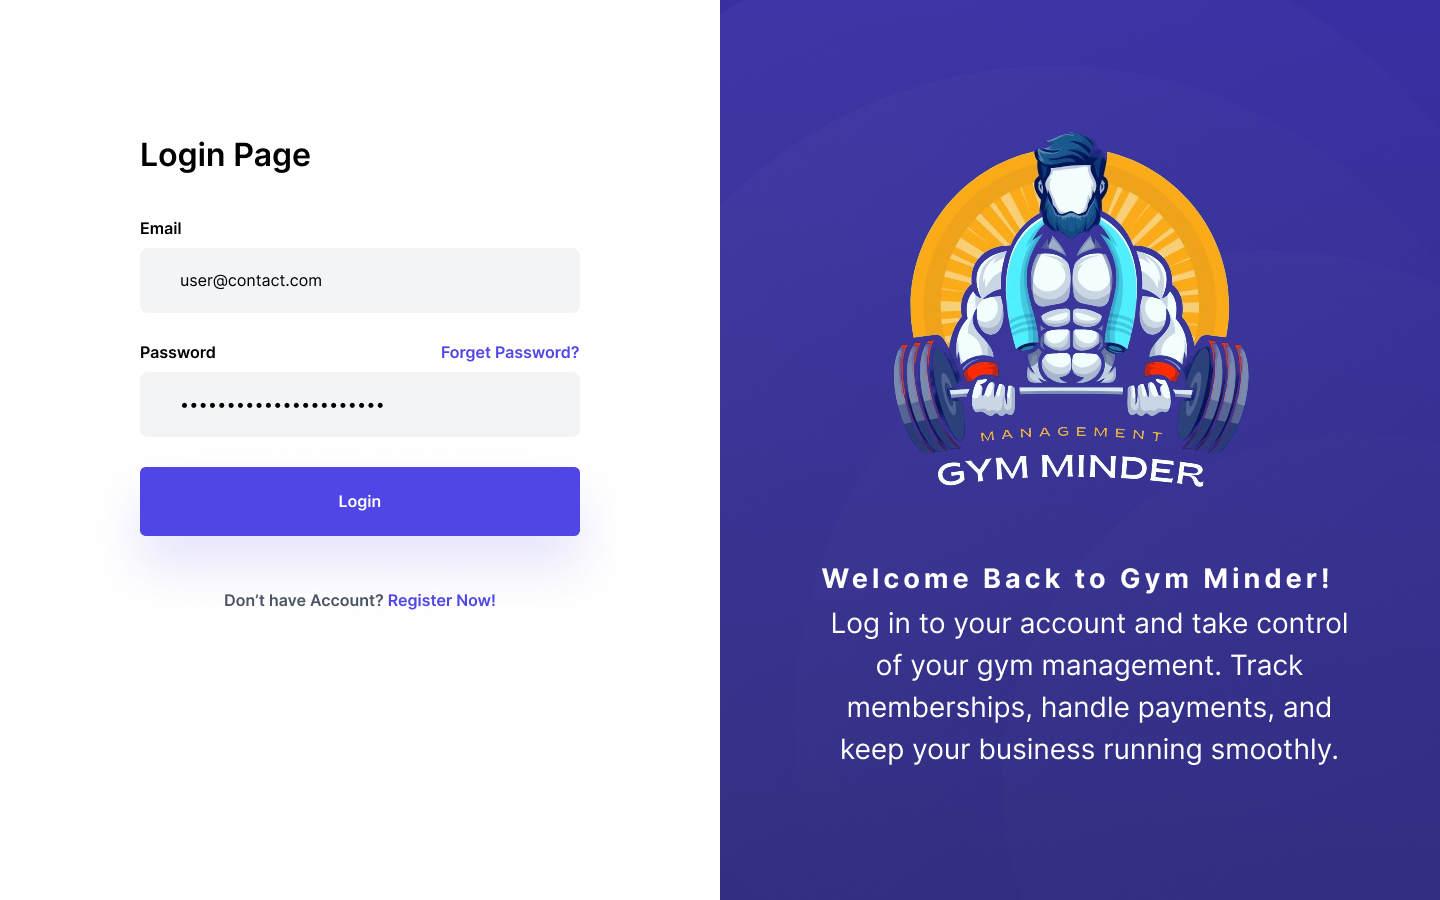 Login Page
Email
user@contact.com
Password
Forget Password?
••••••••••••••••••••••
Login
Don’t have Account? Register Now!
MANAGEMENT
GYM MINDER
Welcome Back to Gym Minder!
Log in to your account and take control
of your gym management. Track
memberships, handle payments, and
keep your business running smoothly.